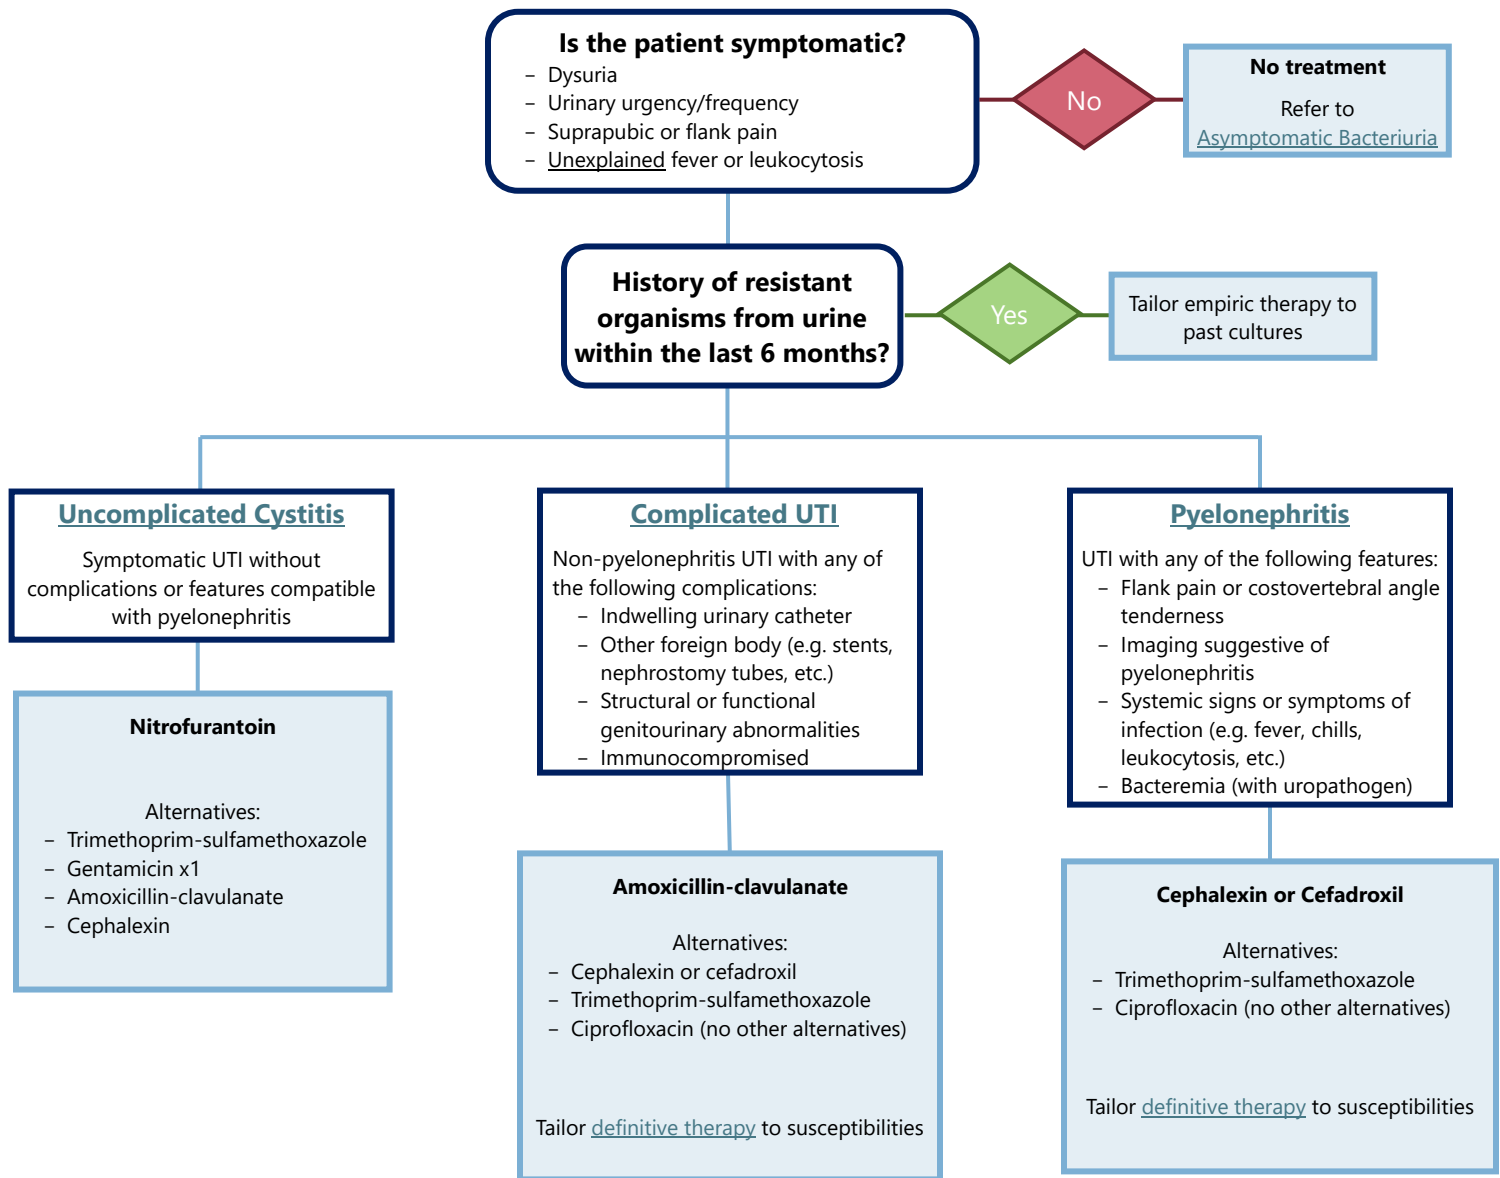 Is the patient symptomatic?
– Dysuria
– Urinary urgency/frequency
– Suprapubic or flank pain
– Unexplained fever or leukocytosis
No
No treatment
Refer to
Asymptomatic Bacteriuria
History of resistant
organisms from urine
within the last 6 months?
Yes
Tailor empiric therapy to
past cultures
Uncomplicated Cystitis
Symptomatic UTI without
complications or features compatible
with pyelonephritis
Nitrofurantoin
Alternatives:
– Trimethoprim-sulfamethoxazole
– Gentamicin x1
– Amoxicillin-clavulanate
– Cephalexin
Complicated UTI
Non-pyelonephritis UTI with any of
the following complications:
– Indwelling urinary catheter
– Other foreign body (e.g. stents,
nephrostomy tubes, etc.)
– Structural or functional
genitourinary abnormalities
– Immunocompromised
Amoxicillin-clavulanate
Alternatives:
– Cephalexin or cefadroxil
– Trimethoprim-sulfamethoxazole
– Ciprofloxacin (no other alternatives)
Tailor definitive therapy to susceptibilities
Pyelonephritis
UTI with any of the following features:
– Flank pain or costovertebral angle
tenderness
– Imaging suggestive of
pyelonephritis
– Systemic signs or symptoms of
infection (e.g. fever, chills,
leukocytosis, etc.)
– Bacteremia (with uropathogen)
Cephalexin or Cefadroxil
Alternatives:
– Trimethoprim-sulfamethoxazole
– Ciprofloxacin (no other alternatives)
Tailor definitive therapy to susceptibilities